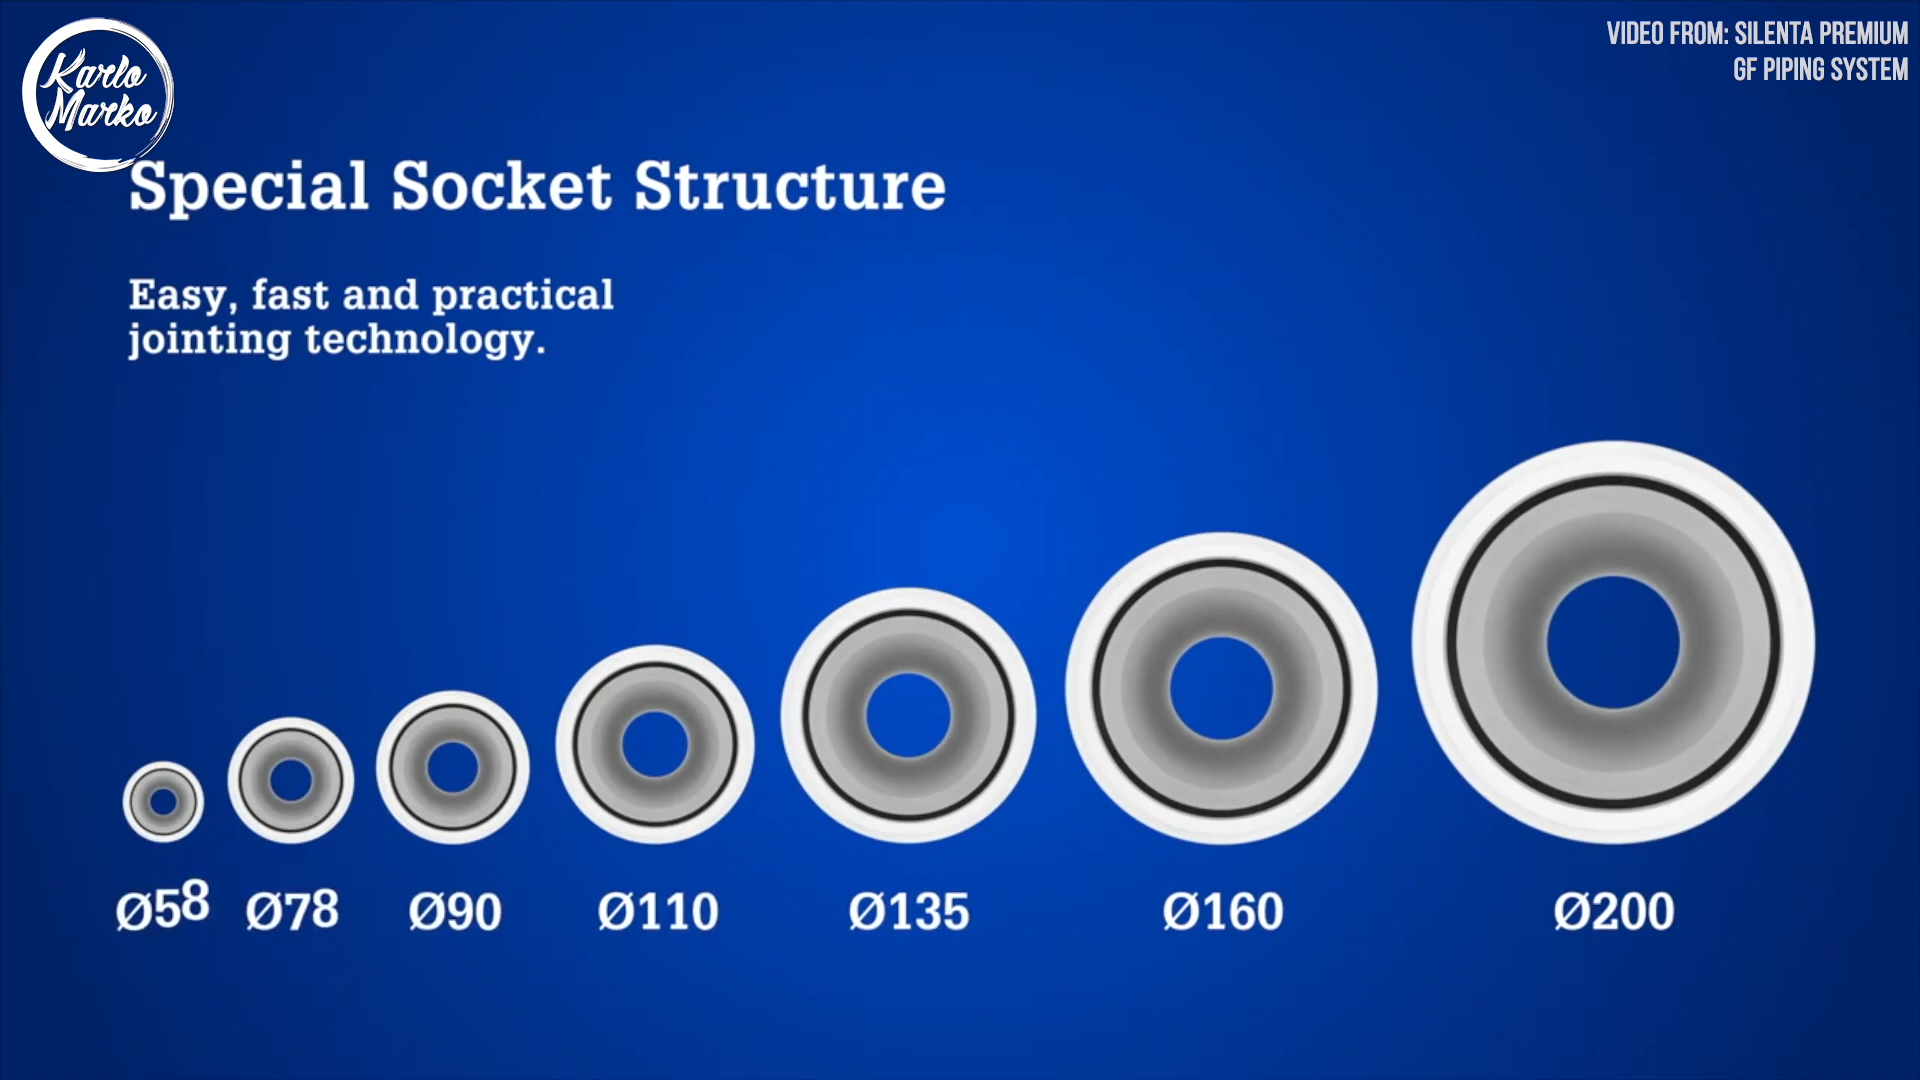 Karlo
Marko
VIDEO FROM: SILENTA PREMIUM
GF PIPING SYSTEM
Special Socket Structure
Easy, fast and practical
jointing technology.
Ø58 Ø78 Ø90 Ø110 Ø135 Ø160 Ø200